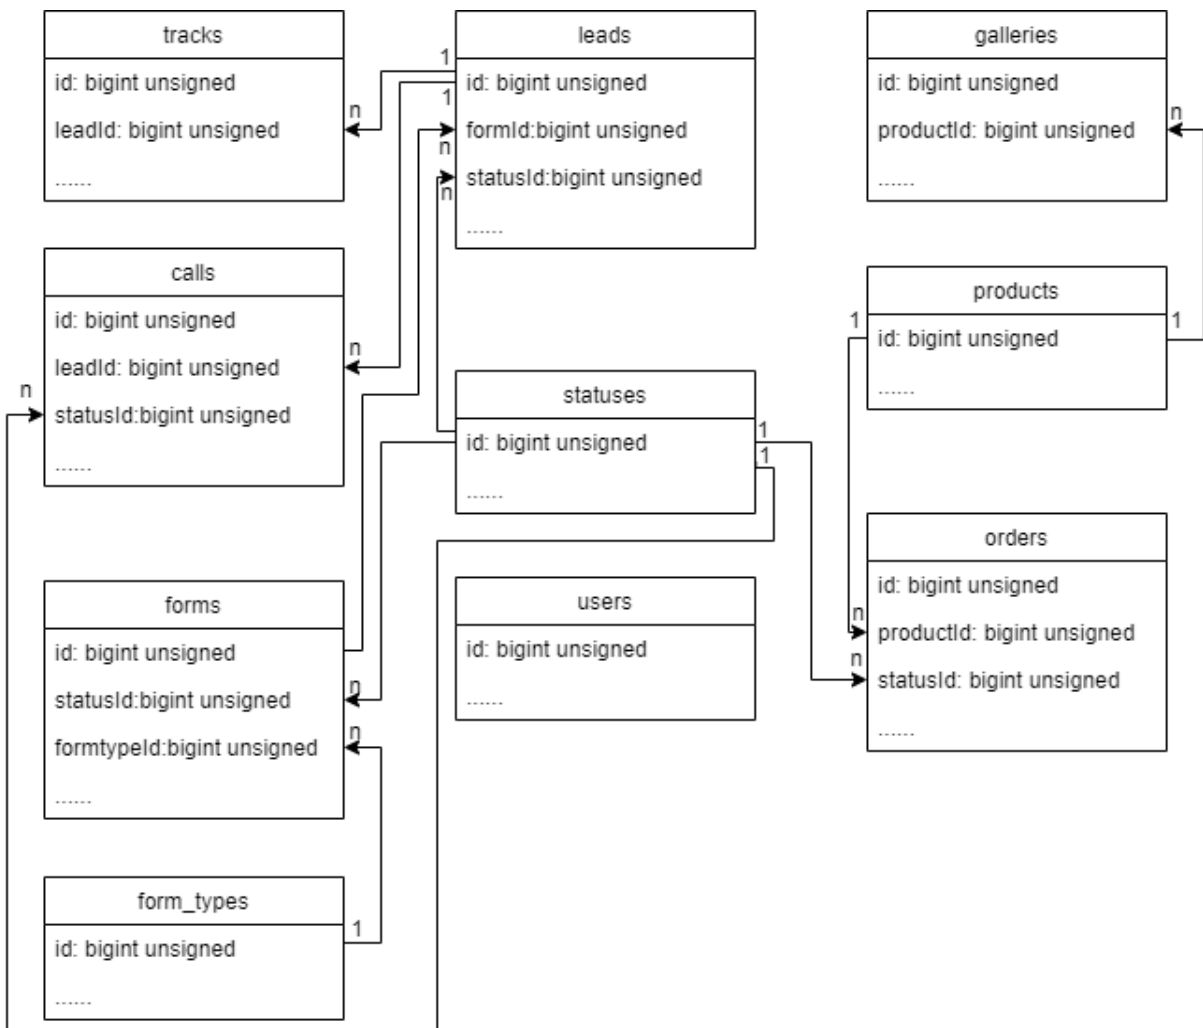 tracks
id: bigint unsigned
leadId: bigint unsigned
......
leads
id: bigint unsigned
formId:bigint unsigned
statusId:bigint unsigned
......
galleries
id: bigint unsigned
productId: bigint unsigned
......
1
1
n
n
n
n
calls
id: bigint unsigned
leadId: bigint unsigned
statusId:bigint unsigned
......
n
n
products
id: bigint unsigned
......
1
1
statuses
id: bigint unsigned
......
1
1
forms
id: bigint unsigned
statusId:bigint unsigned
formtypeId:bigint unsigned
......
n
n
users
id: bigint unsigned
......
orders
id: bigint unsigned
productId: bigint unsigned
statusId: bigint unsigned
......
n
n
form_types
id: bigint unsigned
......
1